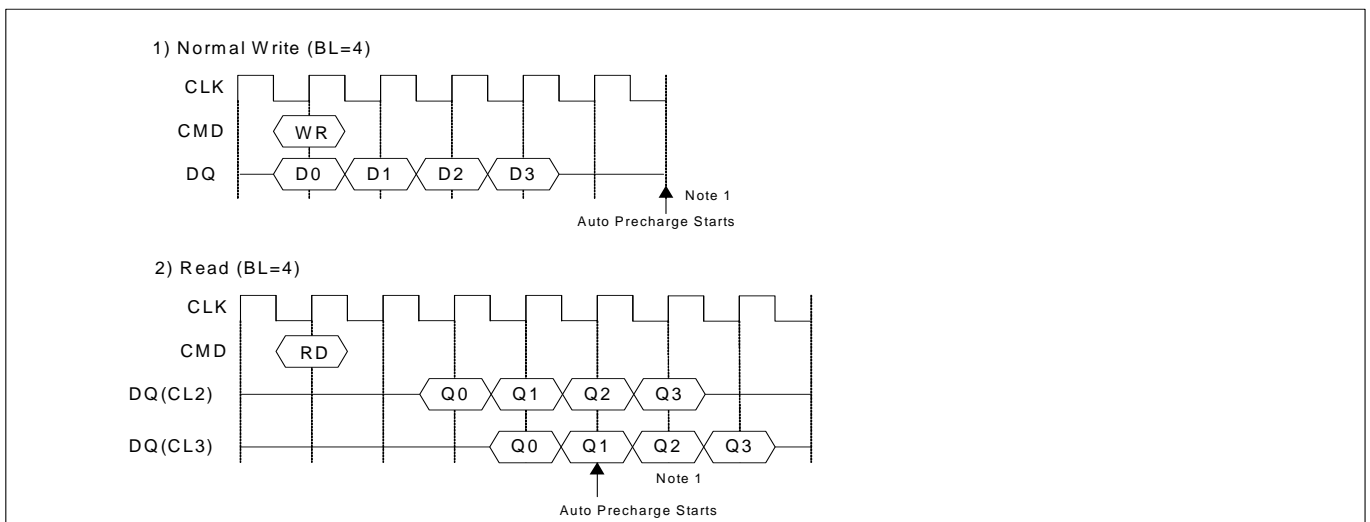 1) Normal Write (BL=4)
CLK
CMD WR
DQ D0 D1 D2 D3
Note 1
Auto Precharge Starts
2) Read (BL=4)
CLK
CMD RD
DQ(CL2) Q0 Q1 Q2 Q3
DQ(CL3) Q0 Q1 Q2 Q3
Note 1
Auto Precharge Starts